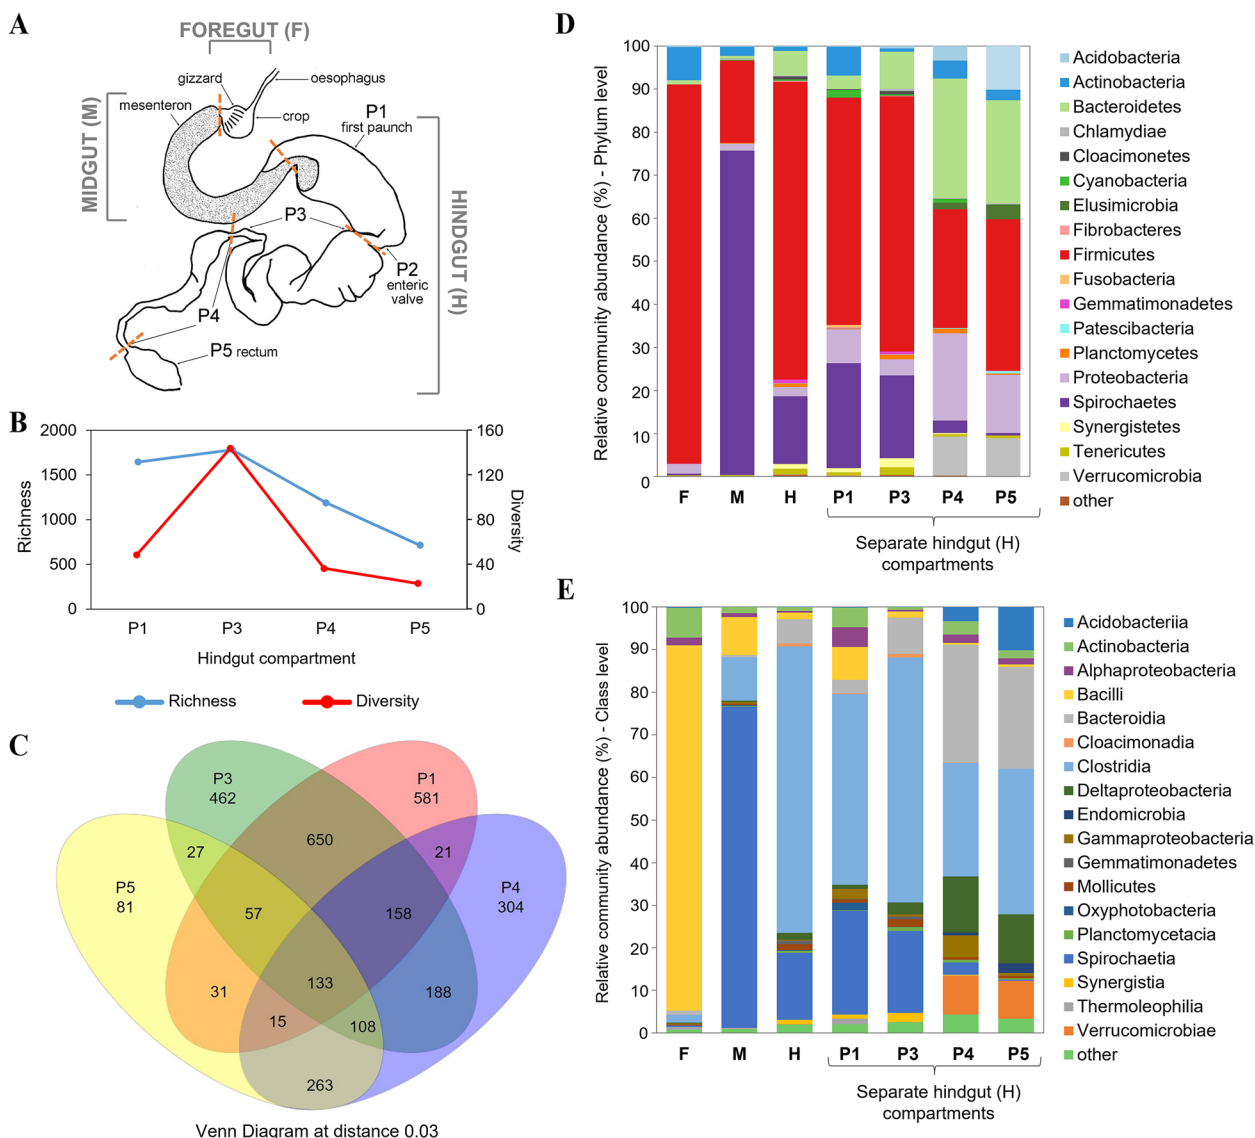 A
FOREGUT (F)
gizzard
oesophagus
mesenteron
crop
P1
first paunch
MIDGUT (M)
HINDGUT (H)
P3
P2
enteric
valve
P4
P5 rectum
B
2000
1500
1000
500
0
Richness
160
120
80
40
0
Diversity
P1
P3
P4
P5
Hindgut compartment
Richness
Diversity
C
P3
462
P1
581
650
27
21
P5
81
P4
304
57
158
133
31
188
15
108
263
Venn Diagram at distance 0.03
D
Relative community abundance (%) - Phylum level
100
90
80
70
60
50
40
30
20
10
0
F
M
H
P1
P3
P4
P5
Separate hindgut (H)
compartments
Acidobacteria
Actinobacteria
Bacteroidetes
Chlamydiae
Cloacimonetes
Cyanobacteria
Elusimicrobia
Fibrobacteres
Firmicutes
Fusobacteria
Gemmatimonadetes
Patescibacteria
Planctomycetes
Proteobacteria
Spirochaetes
Synergistetes
Tenericutes
Verrucomicrobia
other
E
Relative community abundance (%) - Class level
100
90
80
70
60
50
40
30
20
10
0
F
M
H
P1
P3
P4
P5
Separate hindgut (H)
compartments
Acidobacteriia
Actinobacteria
Alphaproteobacteria
Bacilli
Bacteroidia
Cloacimonadia
Clostridia
Deltaproteobacteria
Endomicrobia
Gammaproteobacteria
Gemmatimonadetes
Mollicutes
Oxyphotobacteria
Planctomycetacia
Spirochaetia
Synergistia
Thermoleophilia
Verrucomicrobiae
other